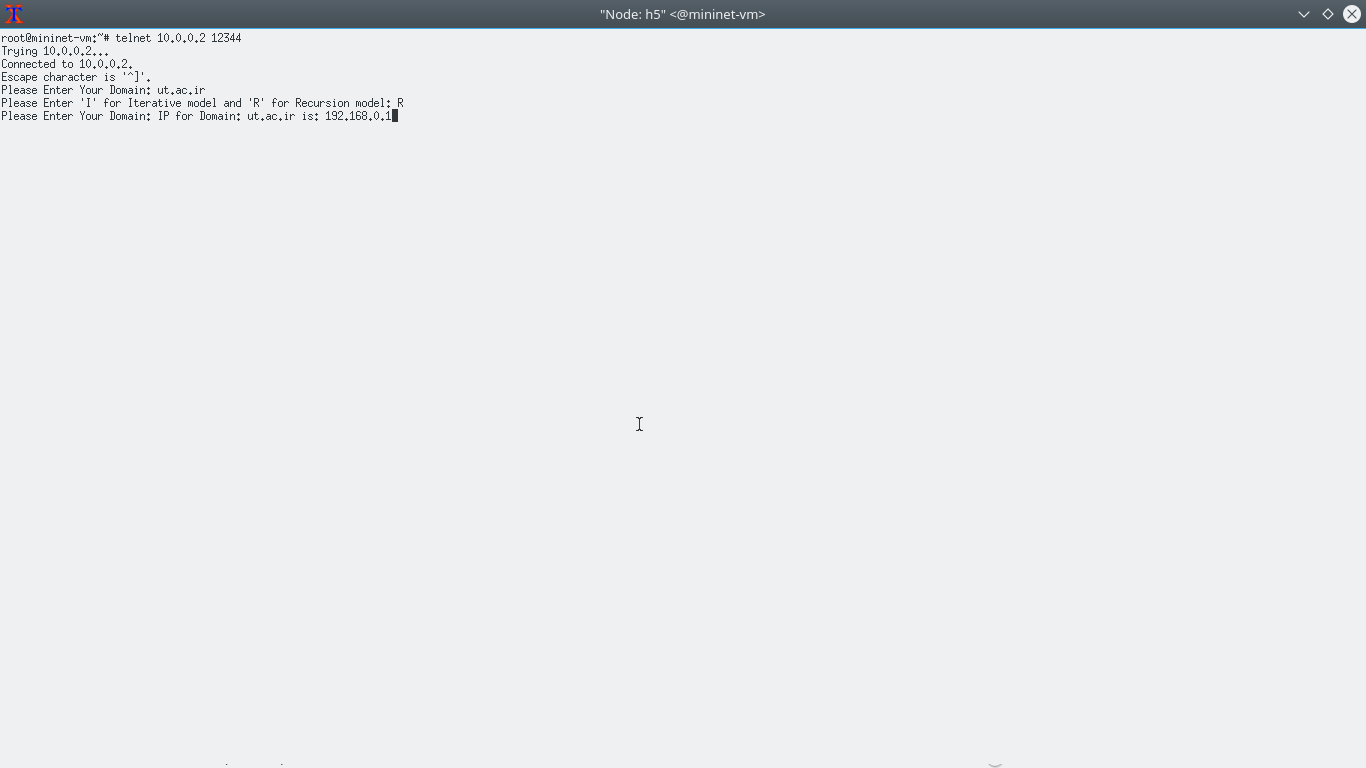 "Node: h5" <@mininet-vm>
root@mininet-vm:~# telnet 10.0.0.2 12344
Trying 10.0.0.2...
Connected to 10.0.0.2.
Escape character is '^]'.
Please Enter Your Domain: ut.ac.ir
Please Enter 'I' for Iterative model and 'R' for Recursion model: R
Please Enter Your Domain: IP for Domain: ut.ac.ir is: 192.168.0.1